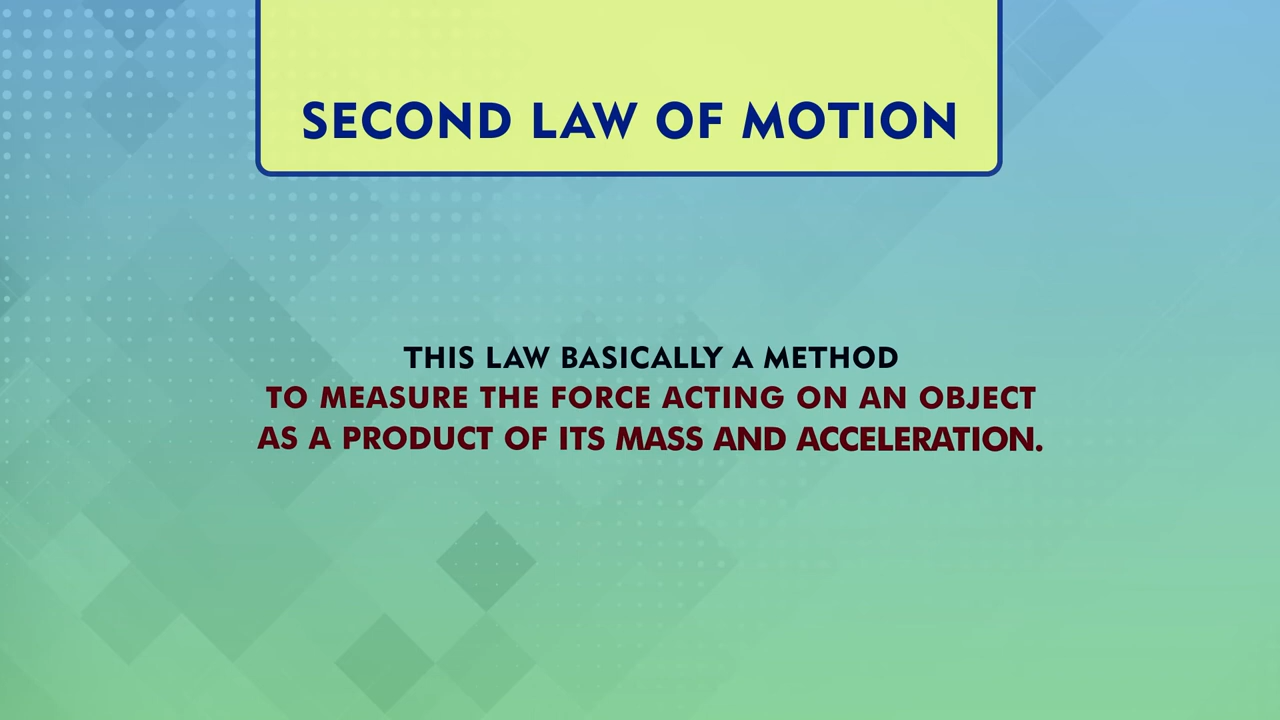 SECOND LAW OF MOTION
THIS LAW BASICALLY A METHOD
TO MEASURE THE FORCE ACTING ON AN OBJECT
AS A PRODUCT OF ITS MASS AND ACCELERATION.